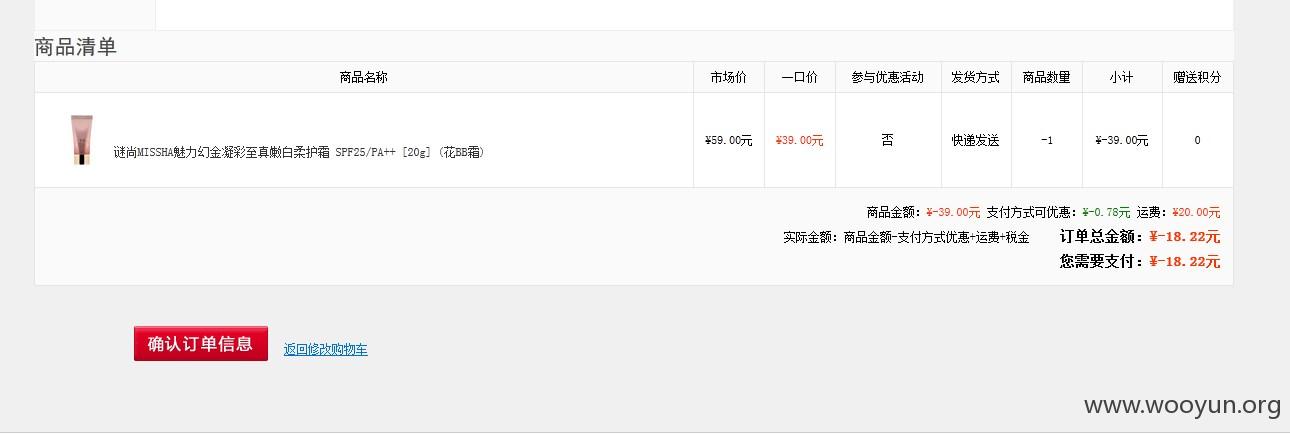 商品清单
商品名称 市场价 一口价 参与优惠活动 发货方式 商品数量 小计 赠送积分
谜尚MISSHA魅力幻金凝彩至真嫩白柔护霜 SPF25/PA++ [20g] (花BB霜) ¥59.00元 ¥39.00元 否 快递发送 -1 ¥-39.00元 0
商品金额：¥-39.00元 支付方式可优惠：¥-0.78元 运费：¥20.00元
实际金额：商品金额-支付方式优惠+运费+税金 订单总金额：¥-18.22元
您需要支付：¥-18.22元
确认订单信息 返回修改购物车
www.wooyun.org